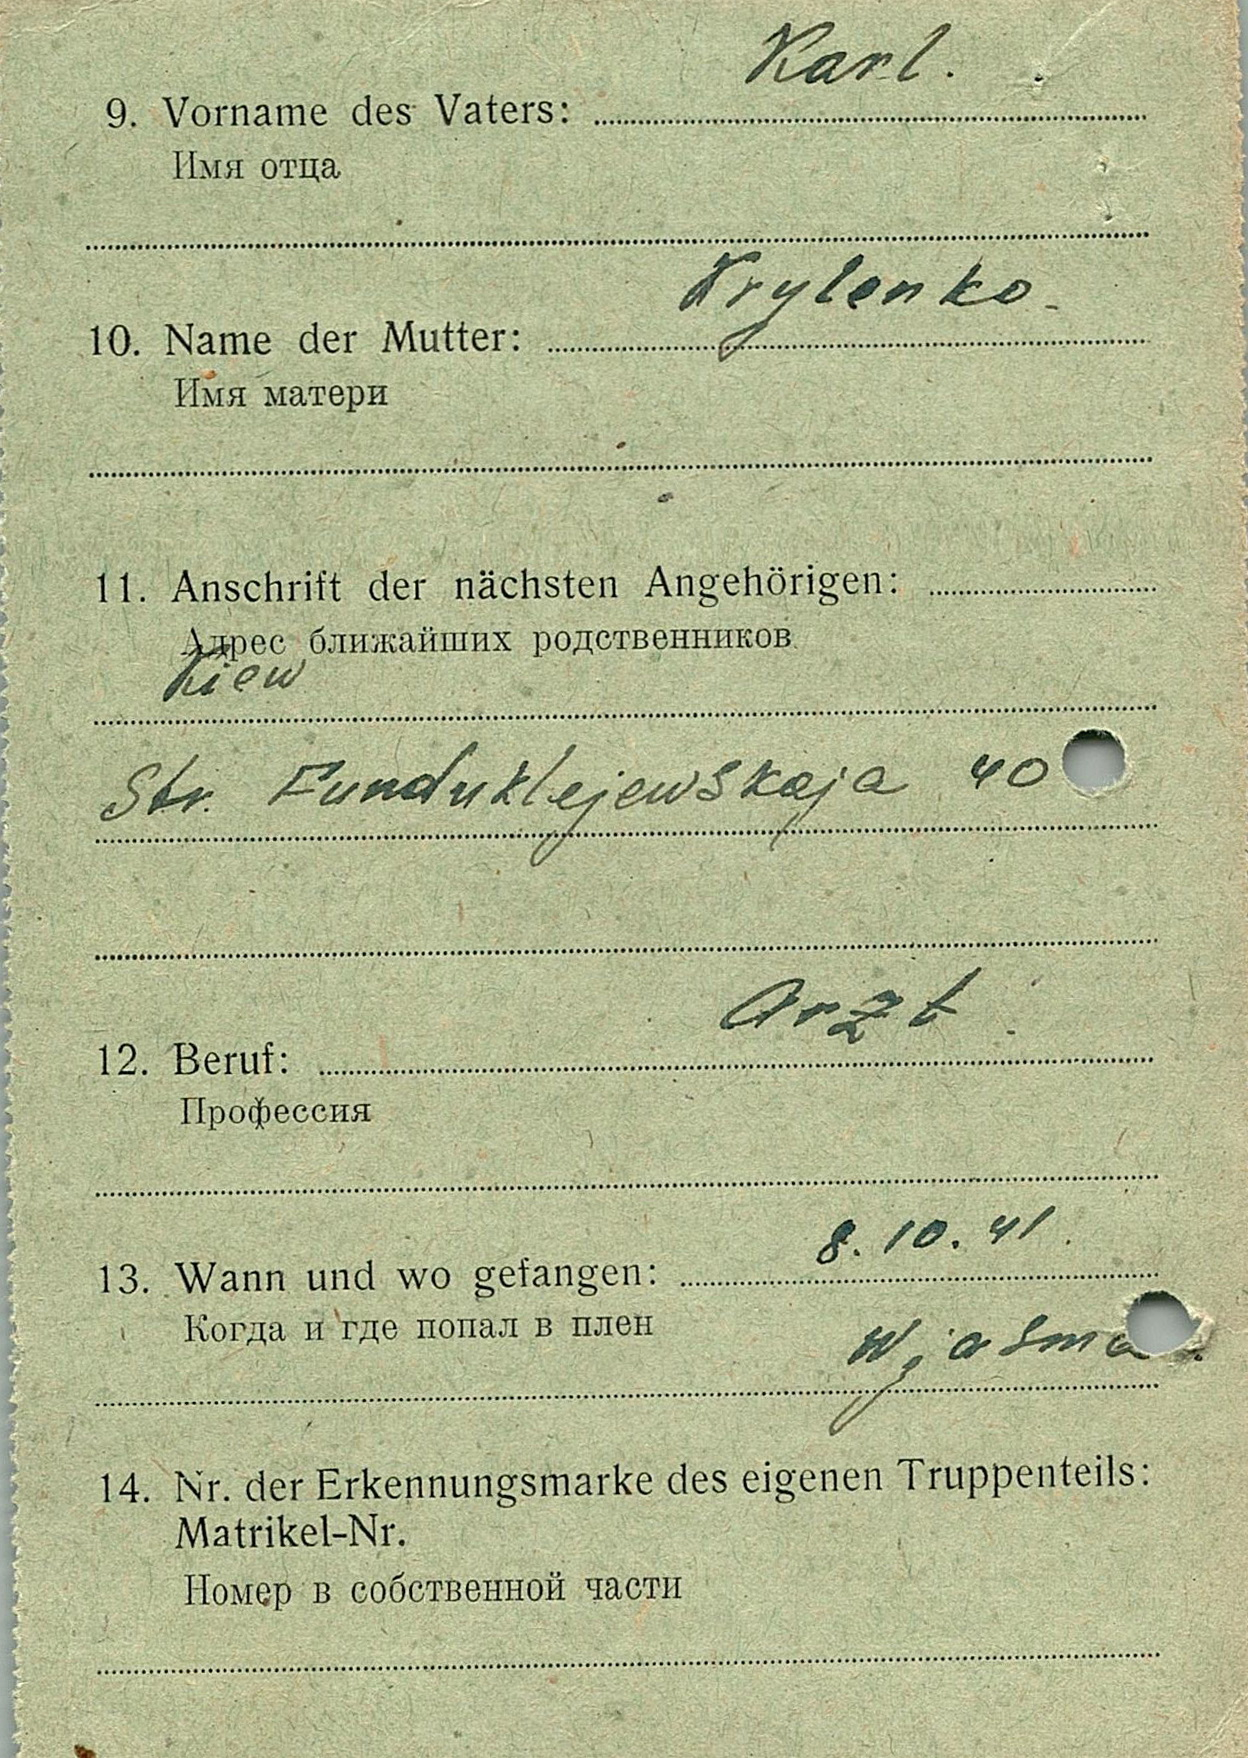 Karl.
9. Vorname des Vaters:
Имя отца
Krylenko
10. Name der Mutter:
Имя матери
11. Anschrift der nächsten Angehörigen:
Адрес ближайших родственников
Kiew
Str. Funduklejewskaja 40
Arzt
12. Beruf:
Профессия
8. 10. 41.
13. Wann und wo gefangen:
Когда и где попал в плен
Wjasma
14. Nr. der Erkennungsmarke des eigenen Truppenteils:
Matrikel-Nr.
Номер в собственной части